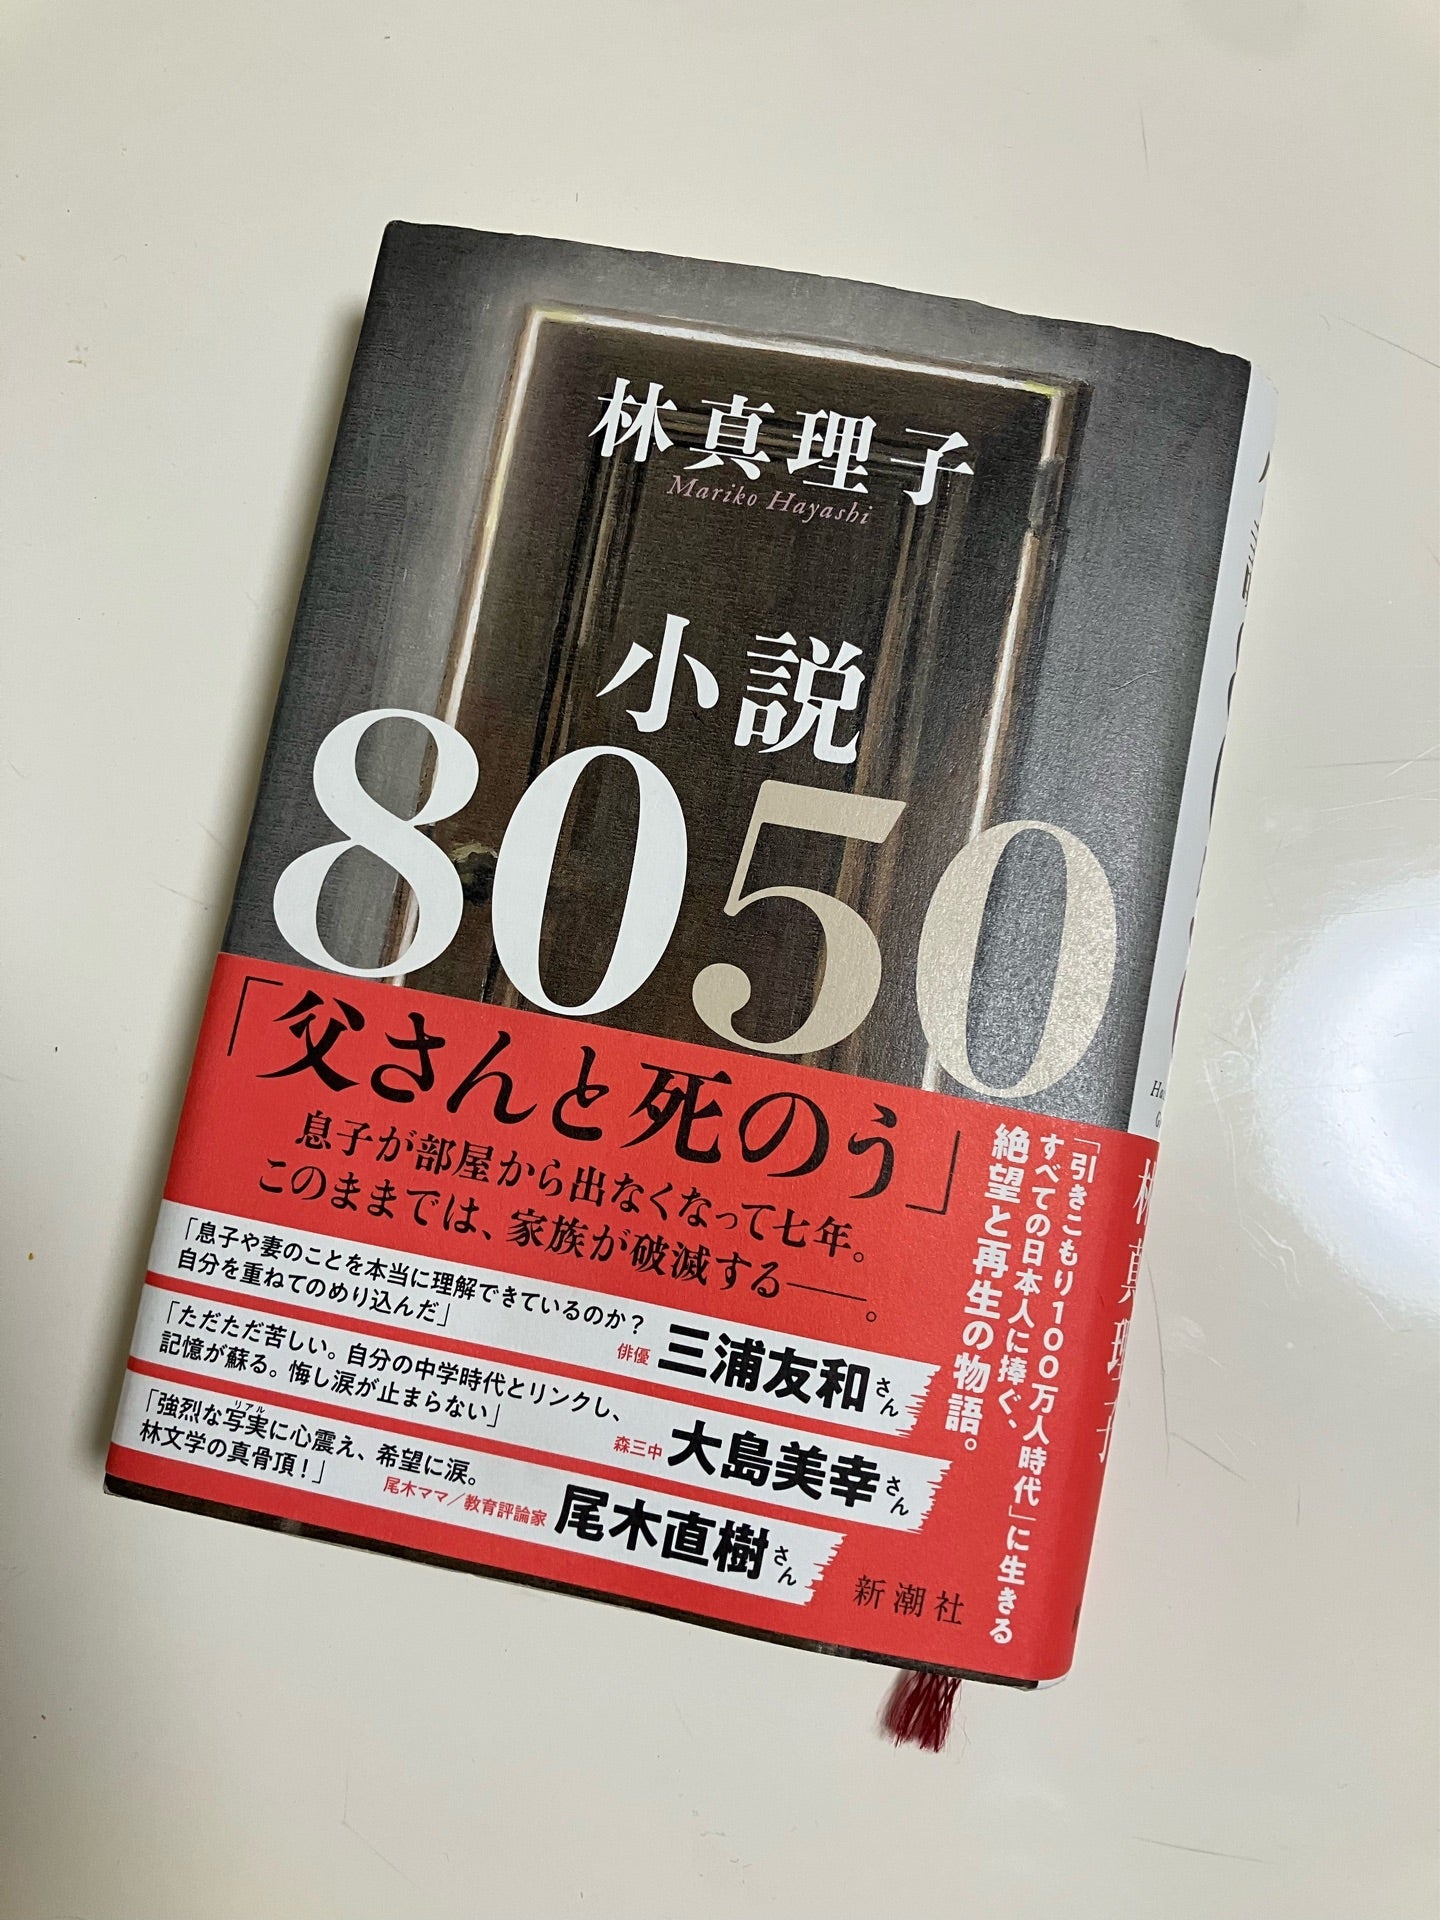 林真理子
Mariko Hayashi
小説
8050
「父さんと死のう」
息子が部屋から出なくなって七年。
このままでは、家族が破滅する――。
「引きこもり100万人時代」に生きる
すべての日本人に捧ぐ、
絶望と再生の物語。
「息子や妻のことを本当に理解できているのか?
自分を重ねてのめり込んだ」
俳優 三浦友和さん
「ただただ苦しい。自分の中学時代とリンクし、
記憶が蘇る。悔し涙が止まらない」
森三中 大島美幸さん
リアル
「強烈な写実に心震え、希望に涙。
林文学の真骨頂!」
尾木ママ/教育評論家 尾木直樹さん
新潮社
林真理子